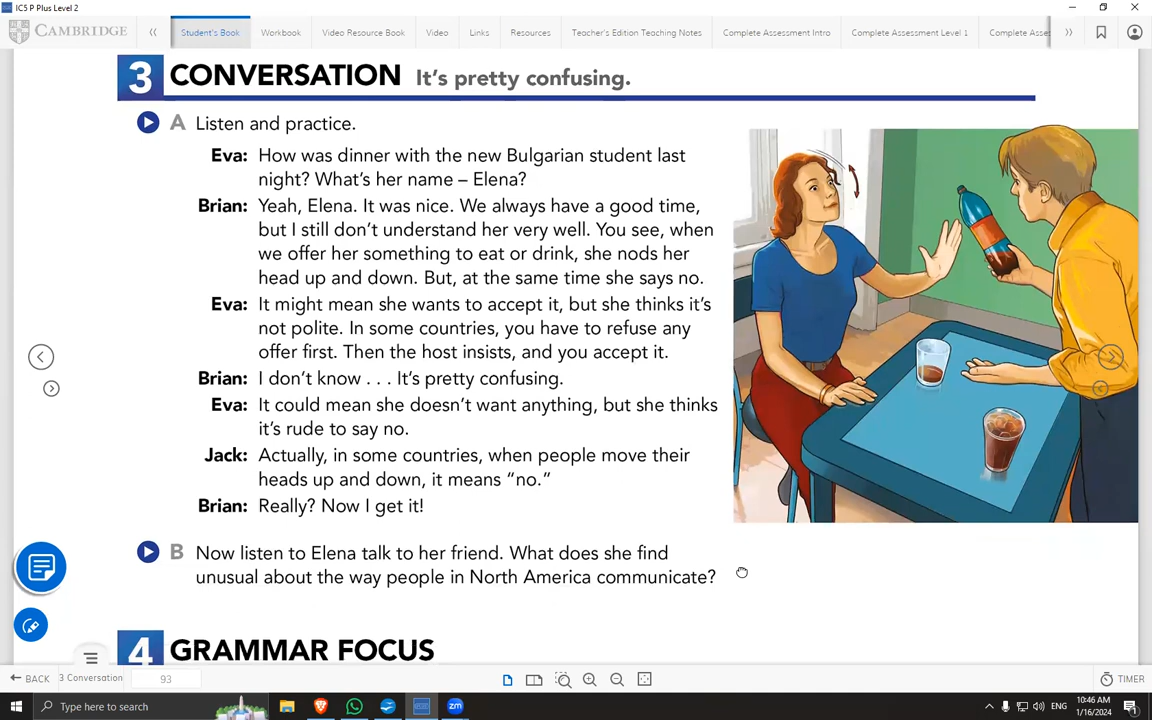 IC5 P Plus Level 2
CAMBRIDGE
Student's Book
Workbook
Video Resource Book
Video
Links
Resources
Teacher's Edition Teaching Notes
Complete Assessment Intro
Complete Assessment Level 1
Complete Asses
3 CONVERSATION It's pretty confusing.
A Listen and practice.
Eva: How was dinner with the new Bulgarian student last
night? What's her name – Elena?
Brian: Yeah, Elena. It was nice. We always have a good time,
but I still don't understand her very well. You see, when
we offer her something to eat or drink, she nods her
head up and down. But, at the same time she says no.
Eva: It might mean she wants to accept it, but she thinks it's
not polite. In some countries, you have to refuse any
offer first. Then the host insists, and you accept it.
Brian: I don't know . . . It's pretty confusing.
Eva: It could mean she doesn't want anything, but she thinks
it's rude to say no.
Jack: Actually, in some countries, when people move their
heads up and down, it means “no.”
Brian: Really? Now I get it!
B Now listen to Elena talk to her friend. What does she find
unusual about the way people in North America communicate?
4 GRAMMAR FOCUS
BACK
3 Conversation
93
TIMER
Type here to search
zm
ENG
10:46 AM
1/16/2024